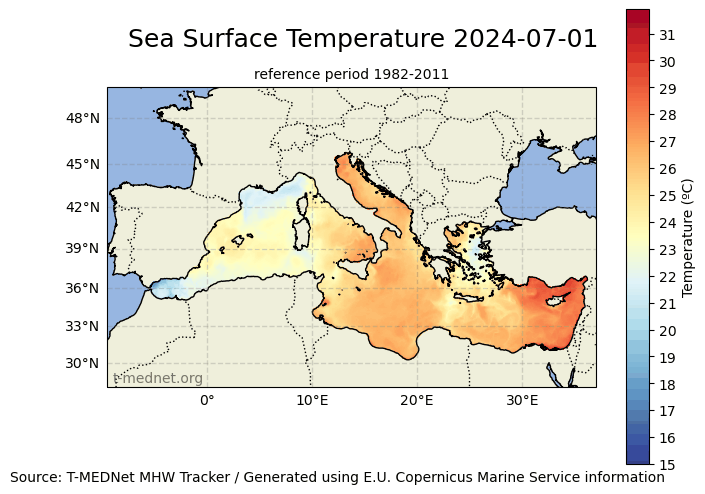 Sea Surface Temperature 2024-07-01
reference period 1982-2011
48°N
45°N
42°N
39°N
36°N
33°N
30°N
t-mednet.org
0°
10°E
20°E
30°E
31
30
29
28
27
26
25
24
23
22
21
20
19
18
17
16
15
Temperature (ºC)
Source: T-MEDNet MHW Tracker / Generated using E.U. Copernicus Marine Service information